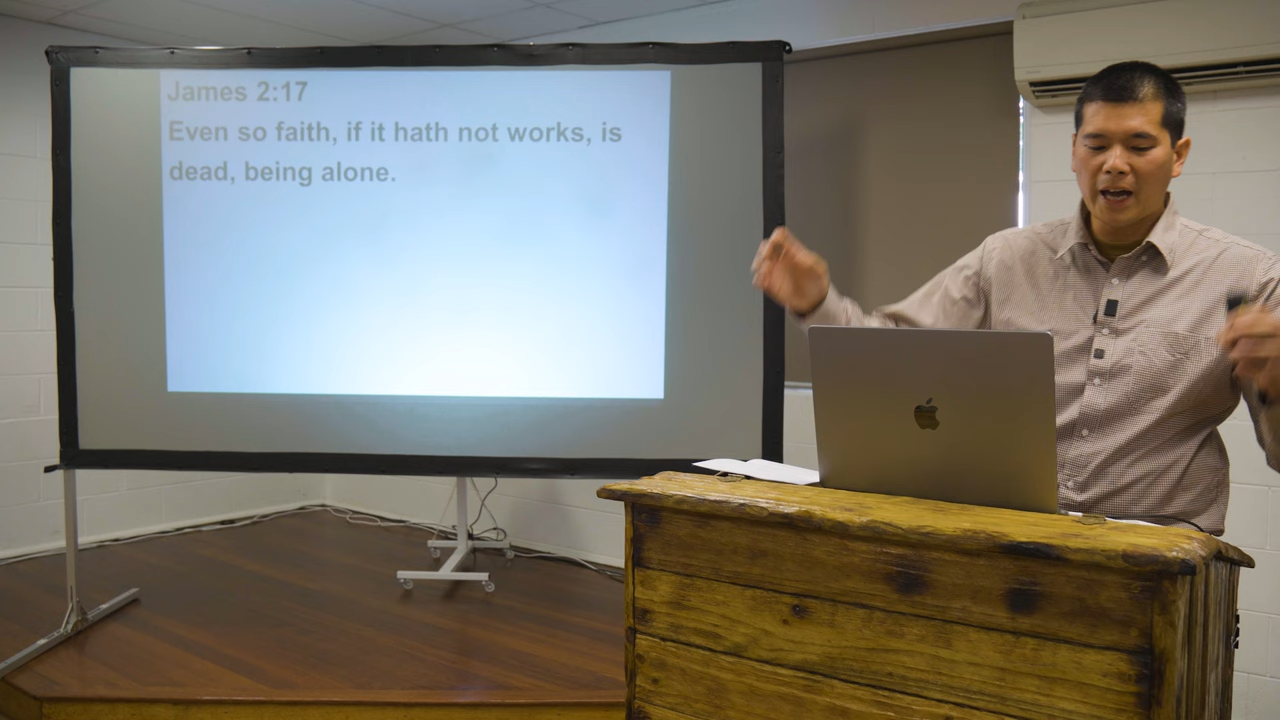 James 2:17
Even so faith, if it hath not works, is
dead, being alone.